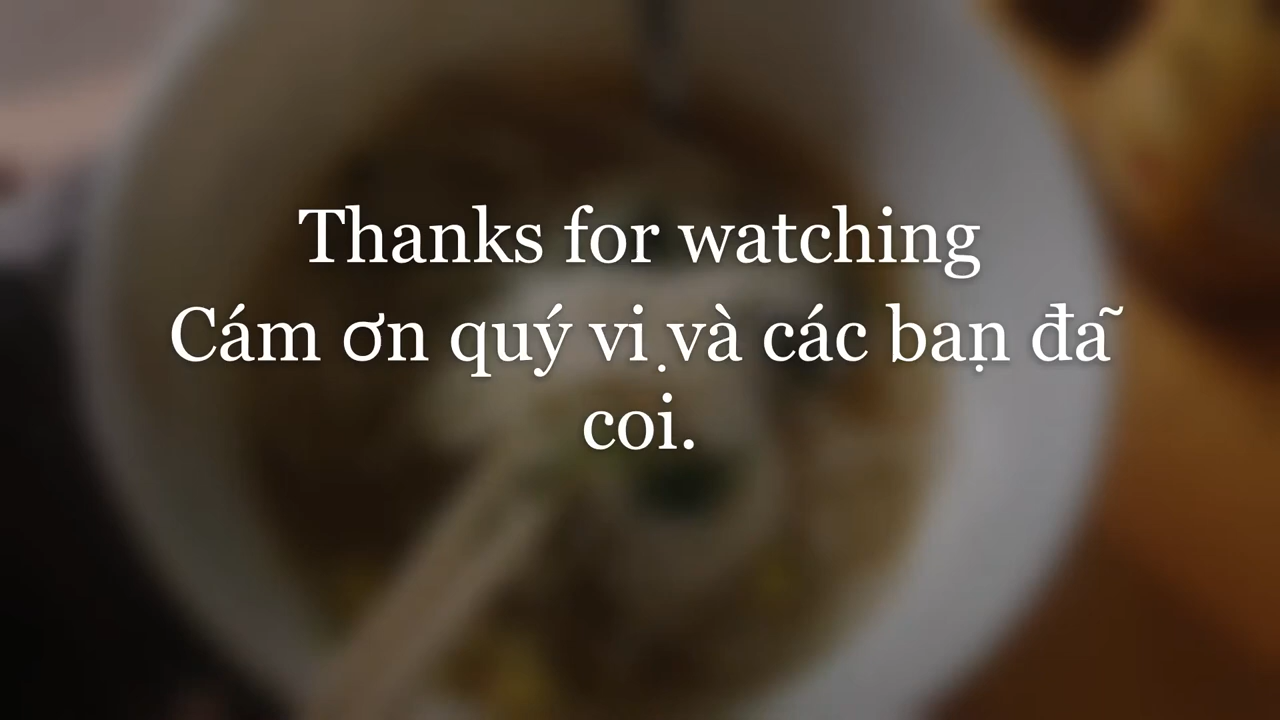 Thanks for watching
Cám ơn quý vị và các bạn đã
coi.